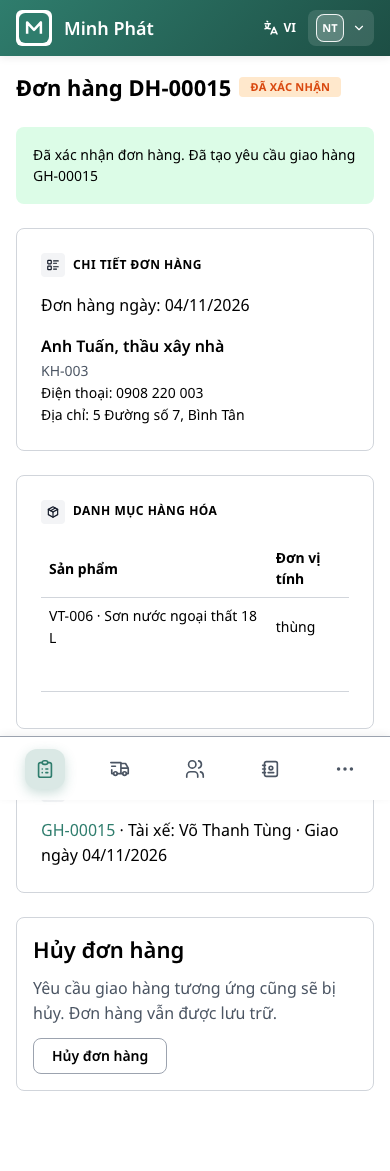 Minh Phát
VI
NT
Đơn hàng DH-00015
ĐÃ XÁC NHẬN
Đã xác nhận đơn hàng. Đã tạo yêu cầu giao hàng
GH-00015
CHI TIẾT ĐƠN HÀNG
Đơn hàng ngày: 04/11/2026
Anh Tuấn, thầu xây nhà
KH-003
Điện thoại: 0908 220 003
Địa chỉ: 5 Đường số 7, Bình Tân
DANH MỤC HÀNG HÓA
Sản phẩm
Đơn vị
tính
VT-006 · Sơn nước ngoại thất 18
L
thùng
GH-00015 · Tài xế: Võ Thanh Tùng · Giao
ngày 04/11/2026
Hủy đơn hàng
Yêu cầu giao hàng tương ứng cũng sẽ bị
hủy. Đơn hàng vẫn được lưu trữ.
Hủy đơn hàng